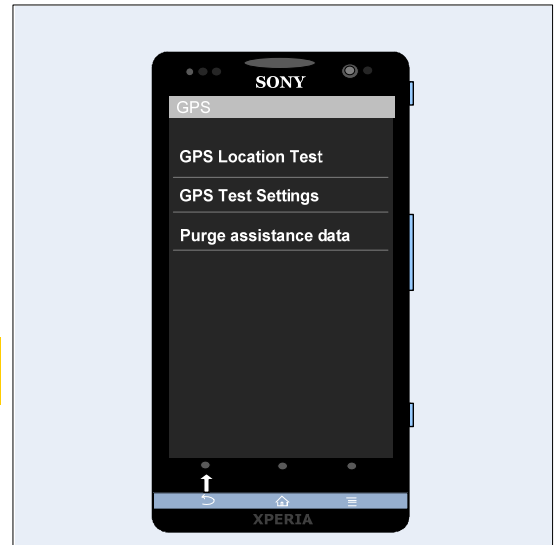 SONY
GPS
GPS Location Test
GPS Test Settings
Purge assistance data
XPERIA